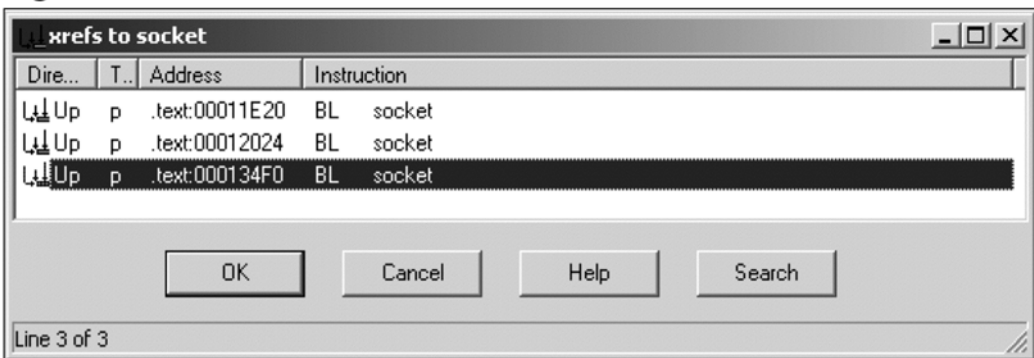 xrefs to socket
Dire... T.. Address Instruction
Up p .text:00011E20 BL socket
Up p .text:00012024 BL socket
Up p .text:000134F0 BL socket
OK Cancel Help Search
Line 3 of 3